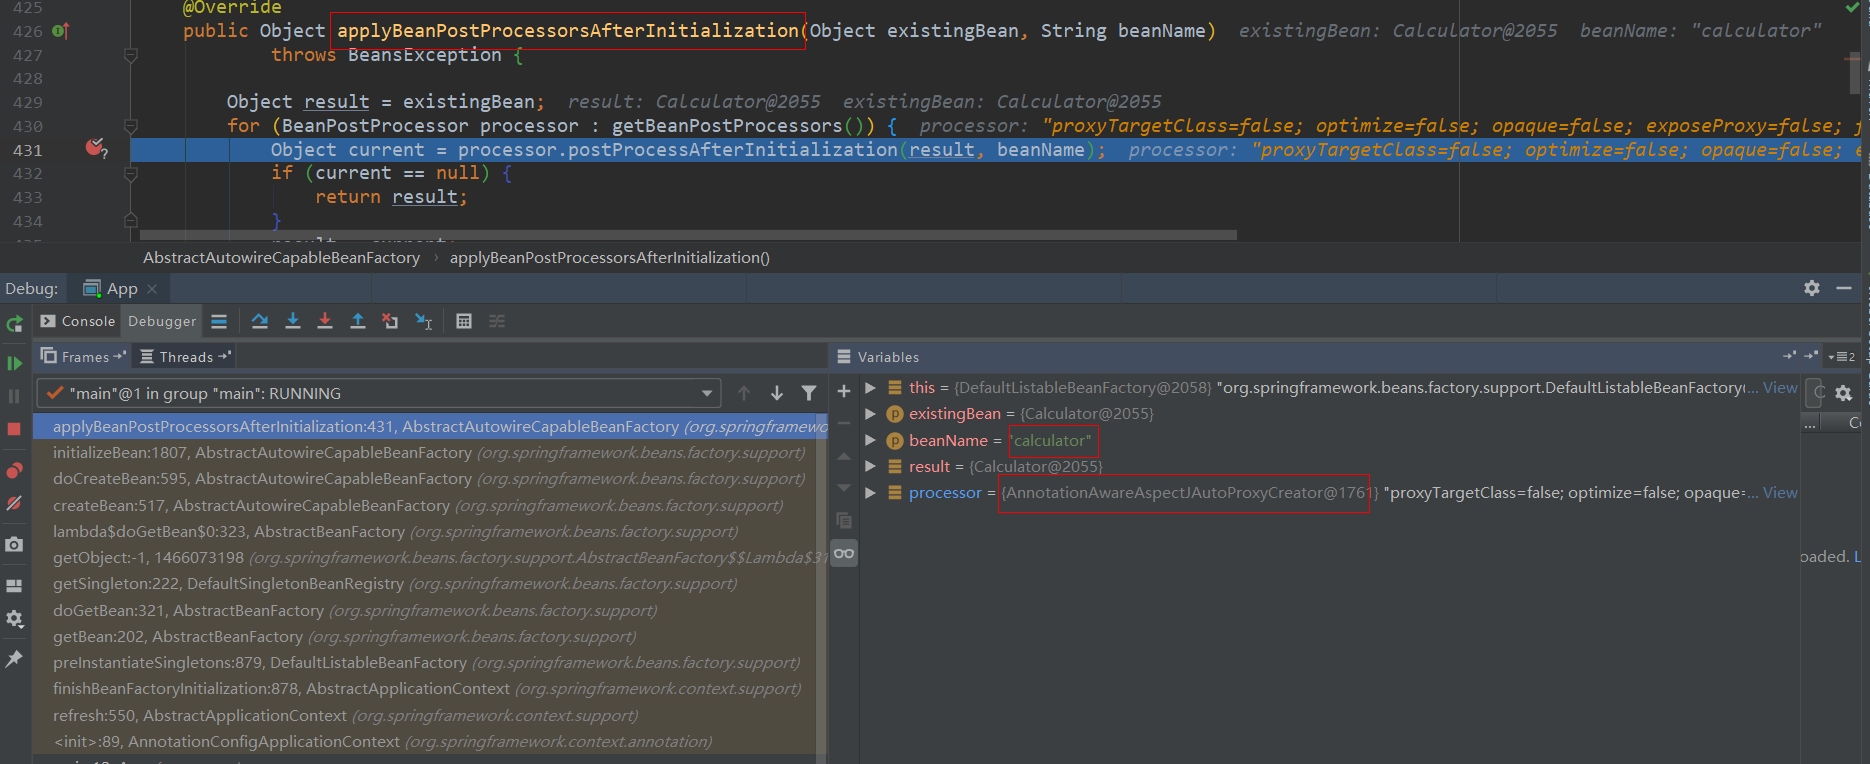 425 @Override
426 public Object applyBeanPostProcessorsAfterInitialization(Object existingBean, String beanName) existingBean: Calculator@2055 beanName: "calculator"
427 throws BeansException {
428
429 Object result = existingBean; result: Calculator@2055 existingBean: Calculator@2055
430 for (BeanPostProcessor processor : getBeanPostProcessors()) { processor: "proxyTargetClass=false; optimize=false; opaque=false; exposeProxy=false; f
431 Object current = processor.postProcessAfterInitialization(result, beanName); processor: "proxyTargetClass=false; optimize=false; opaque=false; e
432 if (current == null) {
433 return result;
434 }
AbstractAutowireCapableBeanFactory › applyBeanPostProcessorsAfterInitialization()
Debug: App
Console Debugger
Frames Threads
Variables
2
"main"@1 in group "main": RUNNING
applyBeanPostProcessorsAfterInitialization:431, AbstractAutowireCapableBeanFactory (org.springframewo
initializeBean:1807, AbstractAutowireCapableBeanFactory (org.springframework.beans.factory.support)
doCreateBean:595, AbstractAutowireCapableBeanFactory (org.springframework.beans.factory.support)
createBean:517, AbstractAutowireCapableBeanFactory (org.springframework.beans.factory.support)
lambda$doGetBean$0:323, AbstractBeanFactory (org.springframework.beans.factory.support)
getObject:-1, 1466073198 (org.springframework.beans.factory.support.AbstractBeanFactory$$Lambda$31
getSingleton:222, DefaultSingletonBeanRegistry (org.springframework.beans.factory.support)
doGetBean:321, AbstractBeanFactory (org.springframework.beans.factory.support)
getBean:202, AbstractBeanFactory (org.springframework.beans.factory.support)
preInstantiateSingletons:879, DefaultListableBeanFactory (org.springframework.beans.factory.support)
finishBeanFactoryInitialization:878, AbstractApplicationContext (org.springframework.context.support)
refresh:550, AbstractApplicationContext (org.springframework.context.support)
<init>:89, AnnotationConfigApplicationContext (org.springframework.context.annotation)
this = {DefaultListableBeanFactory@2058} "org.springframework.beans.factory.support.DefaultListableBeanFactory(... View
existingBean = {Calculator@2055}
beanName = "calculator"
result = {Calculator@2055}
processor = {AnnotationAwareAspectJAutoProxyCreator@1761} "proxyTargetClass=false; optimize=false; opaque=... View
oaded. L